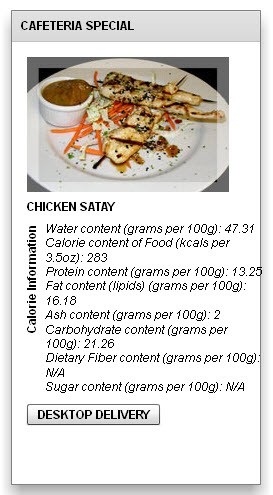 CAFETERIA SPECIAL
CHICKEN SATAY
Calorie Information
Water content (grams per 100g): 47.31
Calorie content of Food (kcals per
3.5oz): 283
Protein content (grams per 100g): 13.25
Fat content (lipids) (grams per 100g):
16.18
Ash content (grams per 100g): 2
Carbohydrate content (grams per
100g): 21.26
Dietary Fiber content (grams per 100g):
N/A
Sugar content (grams per 100g): N/A
DESKTOP DELIVERY